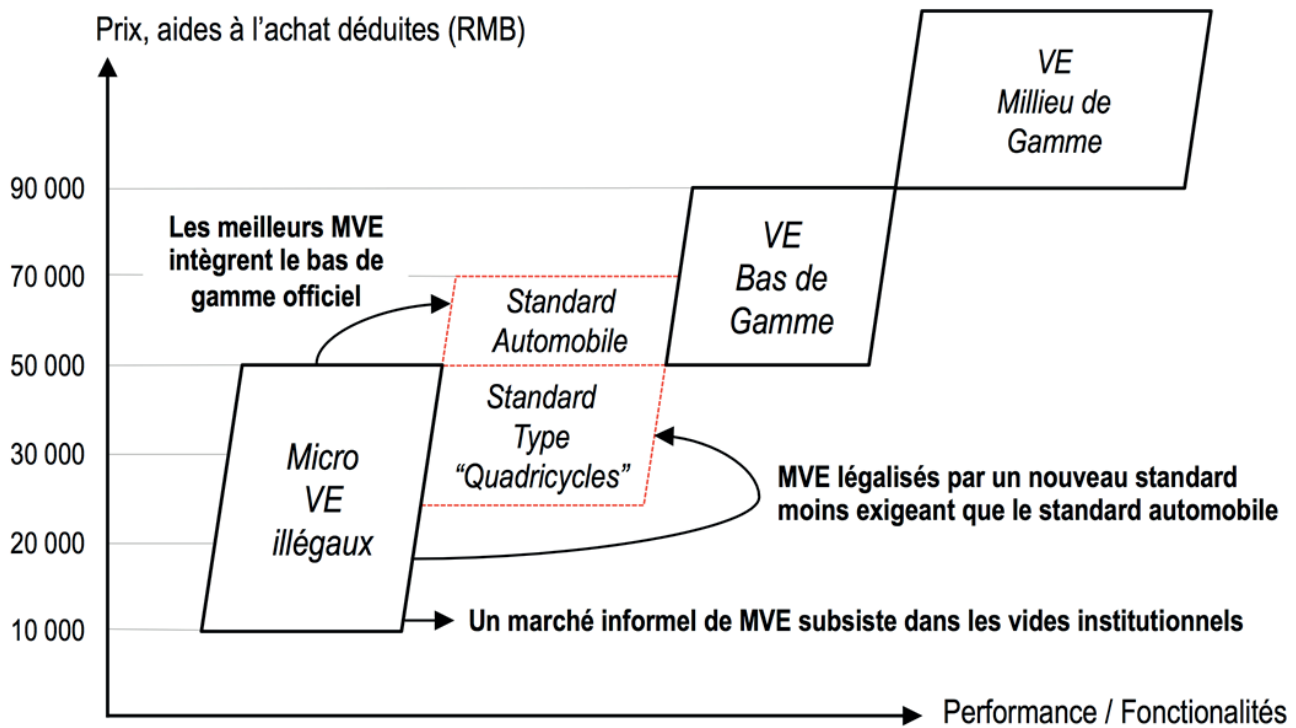 Prix, aides à l’achat déduites (RMB)
VE
Millieu de
Gamme
90 000
Les meilleurs MVE
intègrent le bas de
gamme officiel
VE
Bas de
Gamme
70 000
Standard
Automobile
50 000
Standard
Type
“Quadricycles”
30 000
Micro
VE
illégaux
MVE légalisés par un nouveau standard
moins exigeant que le standard automobile
20 000
10 000
Un marché informel de MVE subsiste dans les vides institutionnels
Performance / Fonctionalités